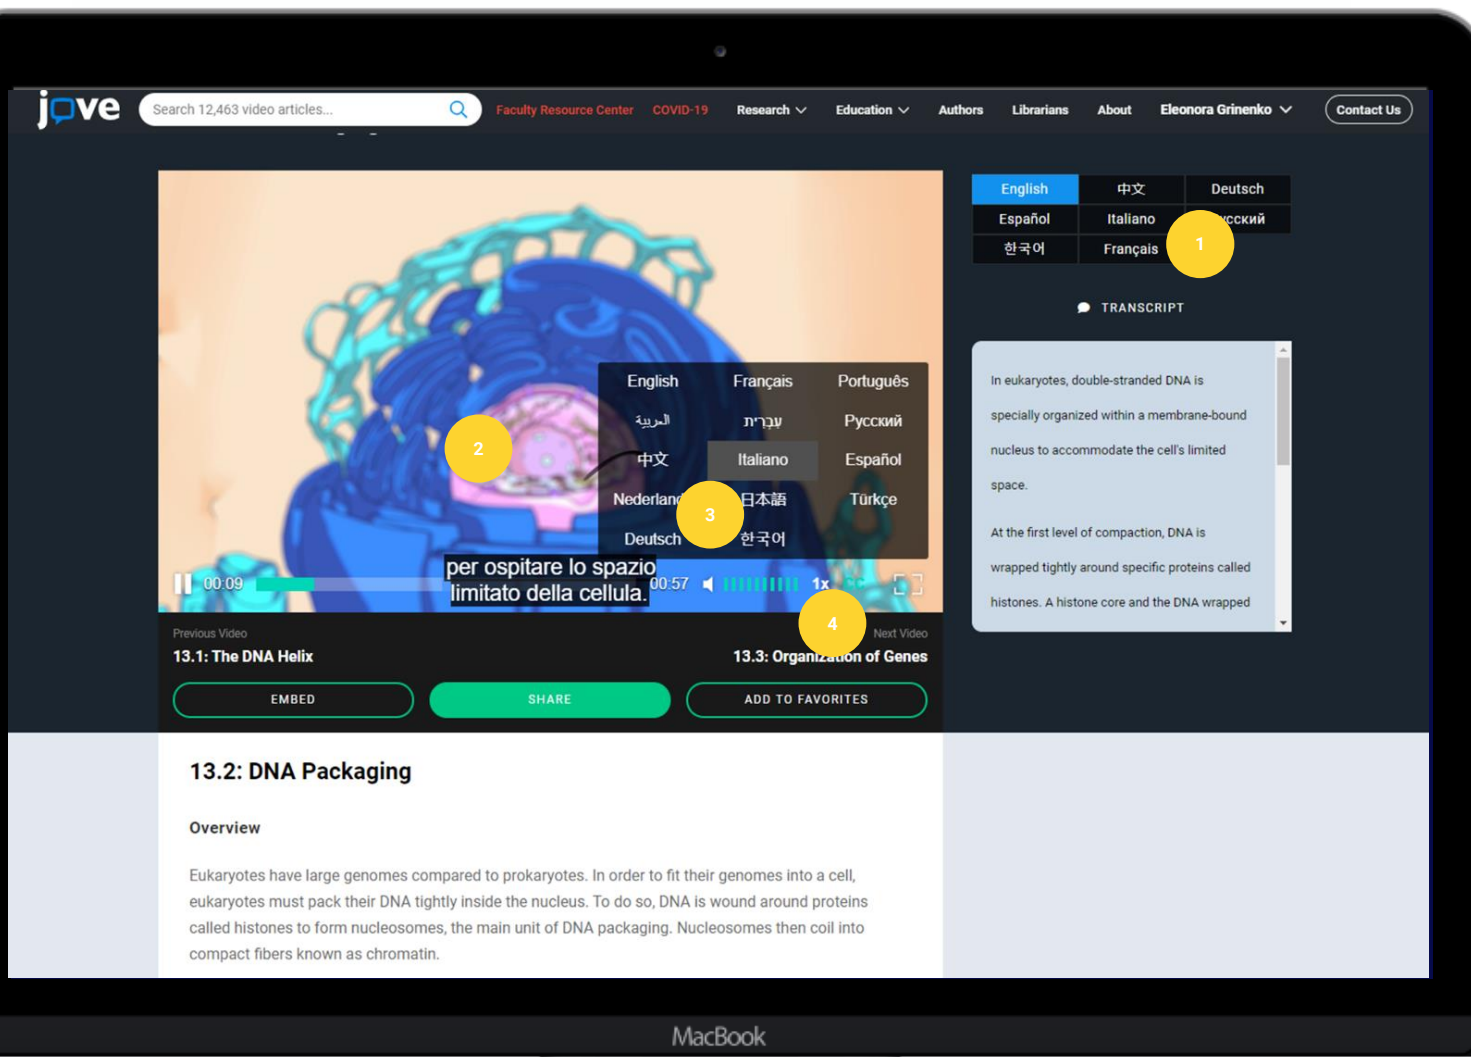 jove
Search 12,463 video articles...
Faculty Resource Center
COVID-19
Research
Education
Authors
Librarians
About
Eleonora Grinenko
Contact Us
English 中文 Deutsch
Español Italiano
한국어 Français
1
TRANSCRIPT
In eukaryotes, double-stranded DNA is
specially organized within a membrane-bound
nucleus to accommodate the cell's limited
space.
At the first level of compaction, DNA is
wrapped tightly around specific proteins called
histones. A histone core and the DNA wrapped
English Français Português
العربية עִברִית Русский
中文 Italiano Español
2
Nederland 日本語 Türkçe
3
Deutsch 한국어
per ospitare lo spazio
limitato della cellula.
00:09
00:57
1x
CC
4
Previous Video
13.1: The DNA Helix
Next Video
13.3: Organization of Genes
EMBED
SHARE
ADD TO FAVORITES
13.2: DNA Packaging
Overview
Eukaryotes have large genomes compared to prokaryotes. In order to fit their genomes into a cell,
eukaryotes must pack their DNA tightly inside the nucleus. To do so, DNA is wound around proteins
called histones to form nucleosomes, the main unit of DNA packaging. Nucleosomes then coil into
compact fibers known as chromatin.
MacBook